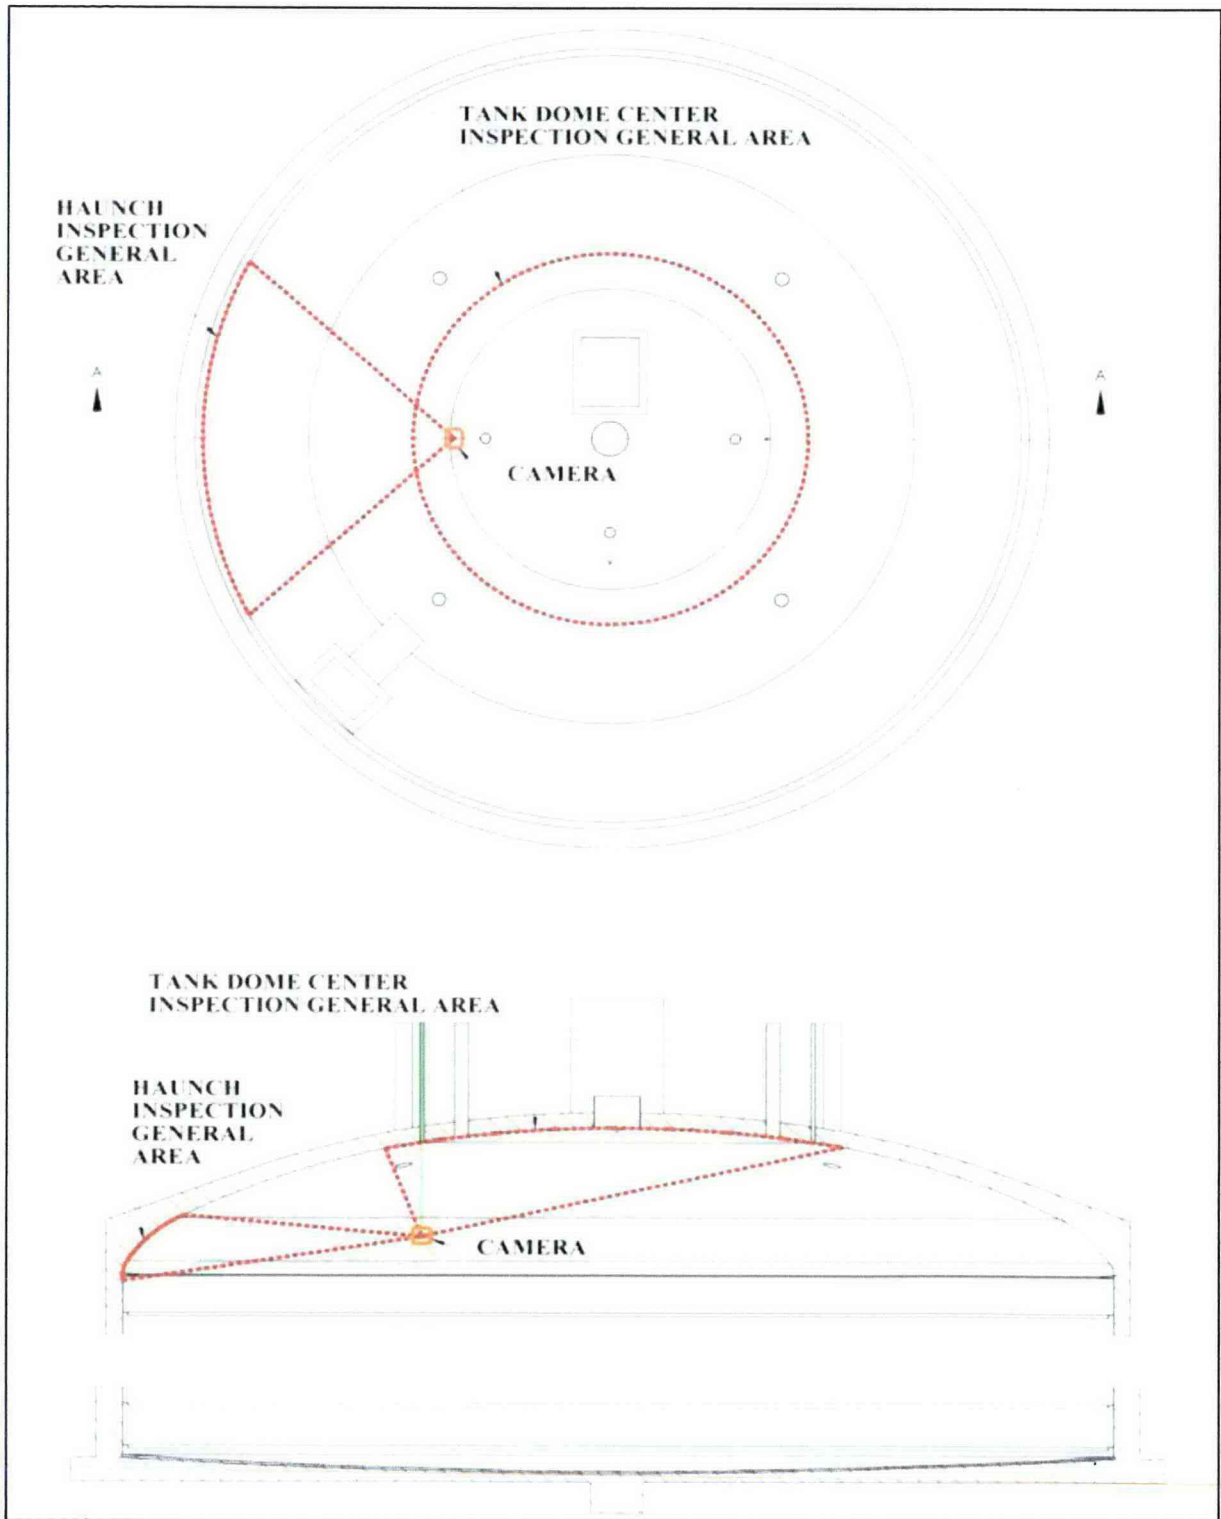 TANK DOME CENTER
INSPECTION GENERAL AREA
HAUNCH
INSPECTION
GENERAL
AREA
A
A
CAMERA
TANK DOME CENTER
INSPECTION GENERAL AREA
HAUNCH
INSPECTION
GENERAL
AREA
CAMERA